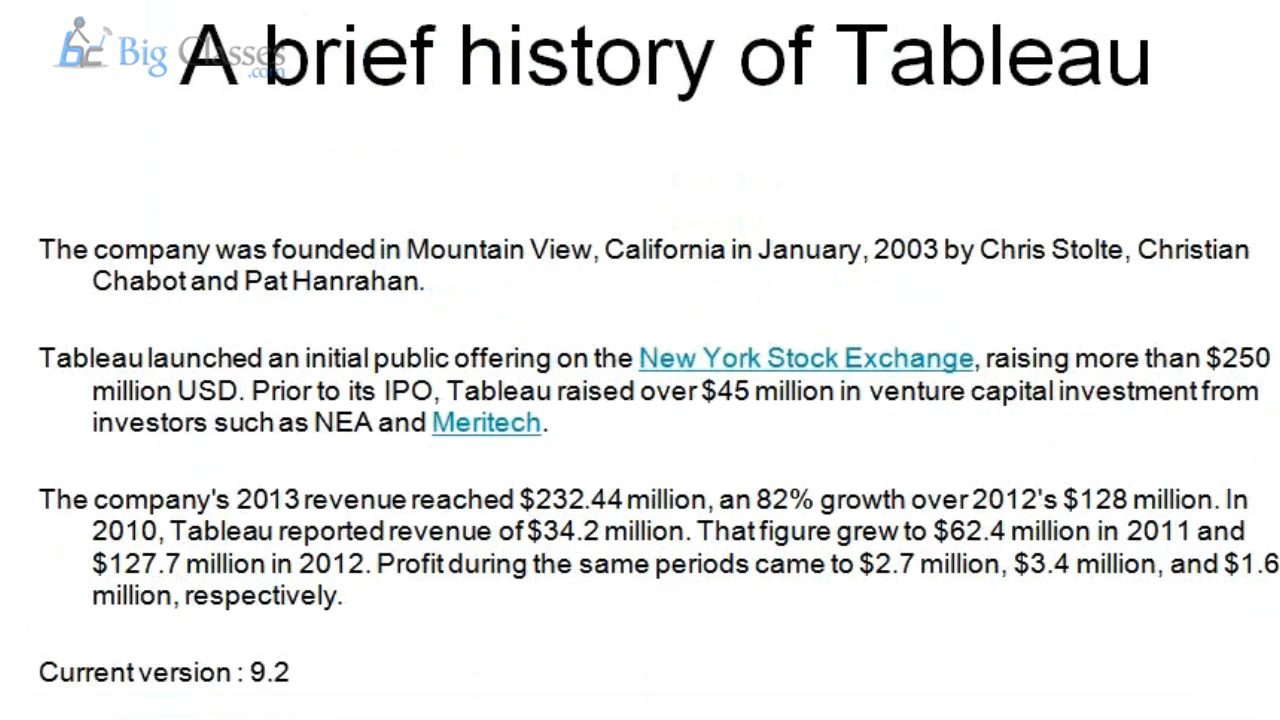 Big Classes
.com
A brief history of Tableau
The company was founded in Mountain View, California in January, 2003 by Chris Stolte, Christian
Chabot and Pat Hanrahan.
Tableau launched an initial public offering on the New York Stock Exchange, raising more than $250
million USD. Prior to its IPO, Tableau raised over $45 million in venture capital investment from
investors such as NEA and Meritech.
The company's 2013 revenue reached $232.44 million, an 82% growth over 2012's $128 million. In
2010, Tableau reported revenue of $34.2 million. That figure grew to $62.4 million in 2011 and
$127.7 million in 2012. Profit during the same periods came to $2.7 million, $3.4 million, and $1.6
million, respectively.
Current version : 9.2